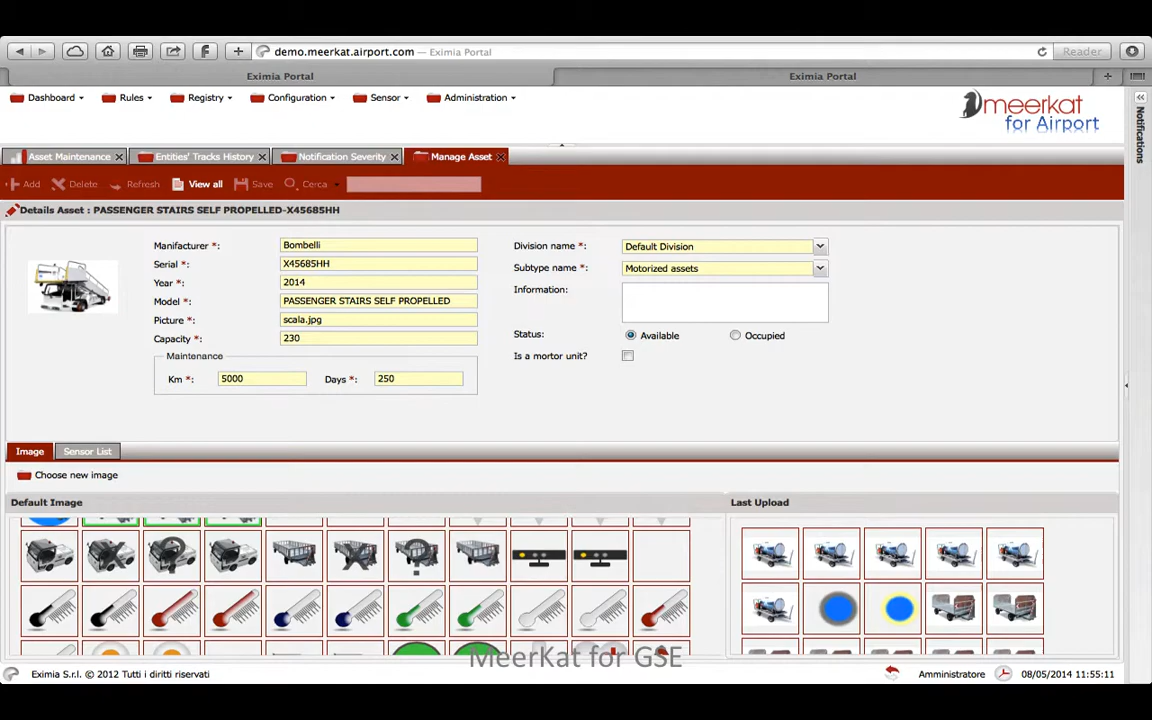 demo.meerkat.airport.com — Eximia Portal
Reader
Eximia Portal
Eximia Portal
Dashboard
Rules
Registry
Configuration
Sensor
Administration
meerkat
for Airport
Notifications
Asset Maintenance
Entities' Tracks History
Notification Severity
Manage Asset
Add
Delete
Refresh
View all
Save
Cerca
Details Asset : PASSENGER STAIRS SELF PROPELLED-X45685HH
Manifacturer *:
Bombelli
Serial *:
X45685HH
Year *:
2014
Model *:
PASSENGER STAIRS SELF PROPELLED
Picture *:
scala.jpg
Capacity *:
230
Maintenance
Km *:
5000
Days *:
250
Division name *:
Default Division
Subtype name *:
Motorized assets
Information:
Status:
Available
Occupied
Is a mortor unit?
Image
Sensor List
Choose new image
Default Image
Last Upload
MeerKat for GSE
Eximia S.r.l. © 2012 Tutti i diritti riservati
Amministratore
08/05/2014 11:55:11